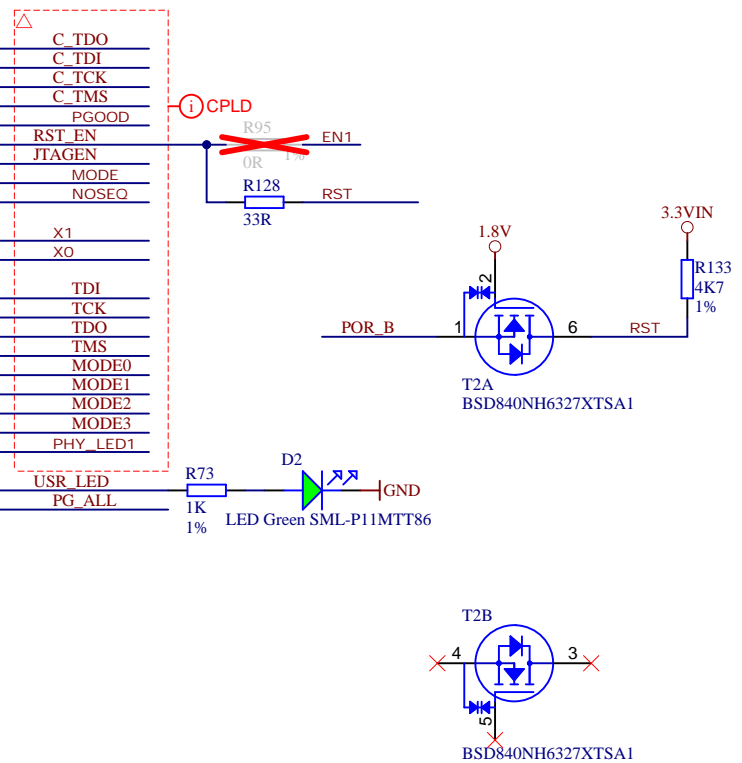 C_TDO
C_TDI
C_TCK
C_TMS
i CPLD
PGOOD
R95
RST_EN
EN1
1%
0R
JTAGEN
MODE
R128
NOSEQ
RST
33R
3.3VIN
X1
1.8V
X0
R133
2
TDI
4K7
1%
TCK
TDO
POR_B
1
6
RST
TMS
MODE0
MODE1
T2A
MODE2
BSD840NH6327XTSA1
MODE3
PHY_LED1
D2
USR_LED
R73
GND
PG_ALL
1K
LED Green SML-P11MTT86
1%
T2B
4
3
5
BSD840NH6327XTSA1